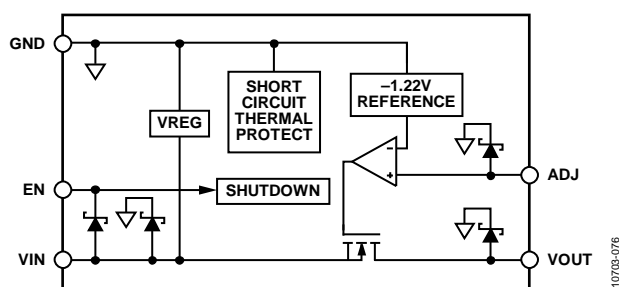 GND
SHORT
CIRCUIT
THERMAL
PROTECT
–1.22V
REFERENCE
VREG
–
+
ADJ
EN
SHUTDOWN
VIN
VOUT
10703-076